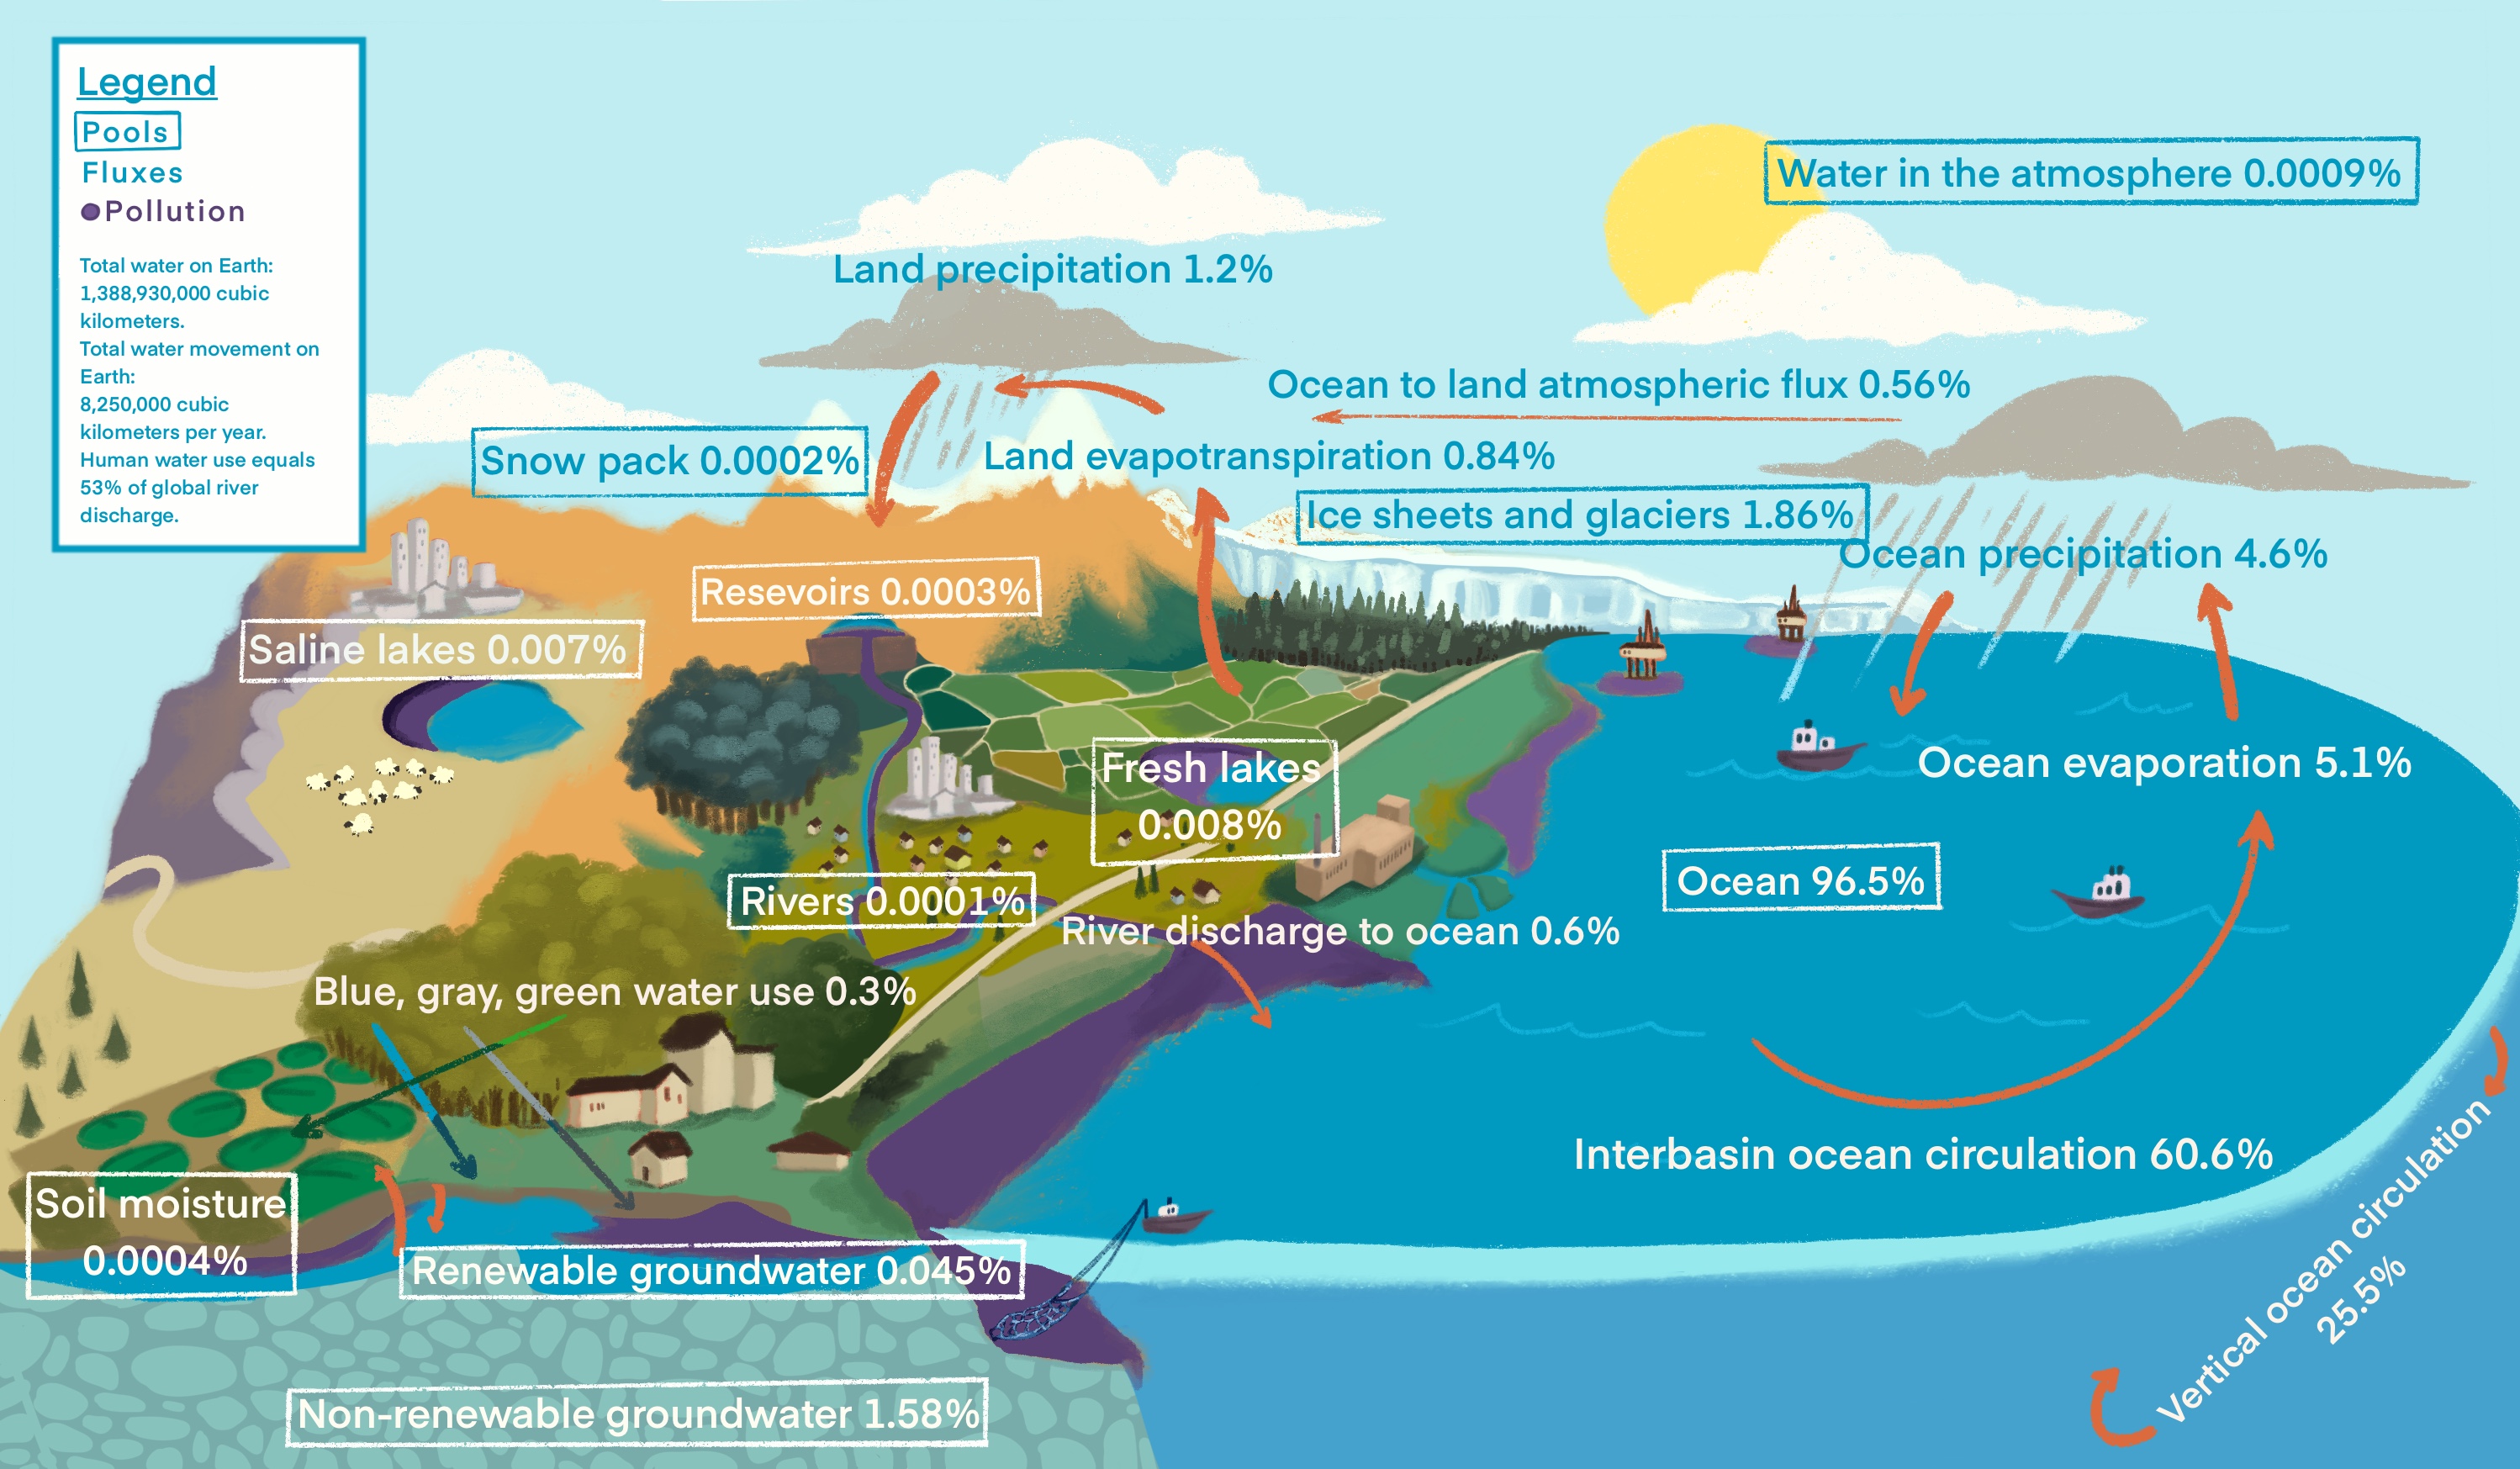 Legend
Pools
Fluxes
Pollution
Total water on Earth:
1,388,930,000 cubic
kilometers.
Total water movement on
Earth:
8,250,000 cubic
kilometers per year.
Human water use equals
53% of global river
discharge.
Water in the atmosphere 0.0009%
Land precipitation 1.2%
Ocean to land atmospheric flux 0.56%
Snow pack 0.0002%
Land evapotranspiration 0.84%
Ice sheets and glaciers 1.86%
Ocean precipitation 4.6%
Resevoirs 0.0003%
Saline lakes 0.007%
Fresh lakes
0.008%
Ocean evaporation 5.1%
Ocean 96.5%
Rivers 0.0001%
River discharge to ocean 0.6%
Blue, gray, green water use 0.3%
Interbasin ocean circulation 60.6%
Soil moisture
0.0004%
Renewable groundwater 0.045%
Vertical ocean circulation
25.5%
Non-renewable groundwater 1.58%